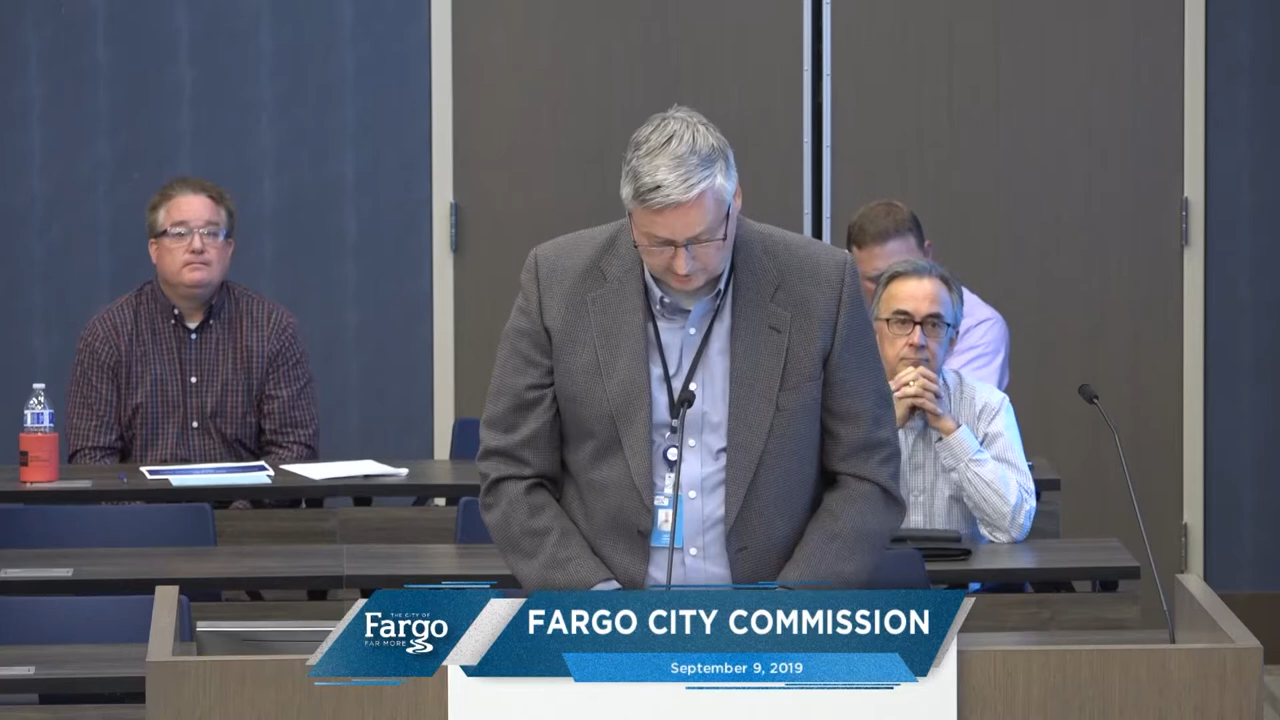 THE CITY OF
Fargo
FAR MORE
FARGO CITY COMMISSION
September 9, 2019